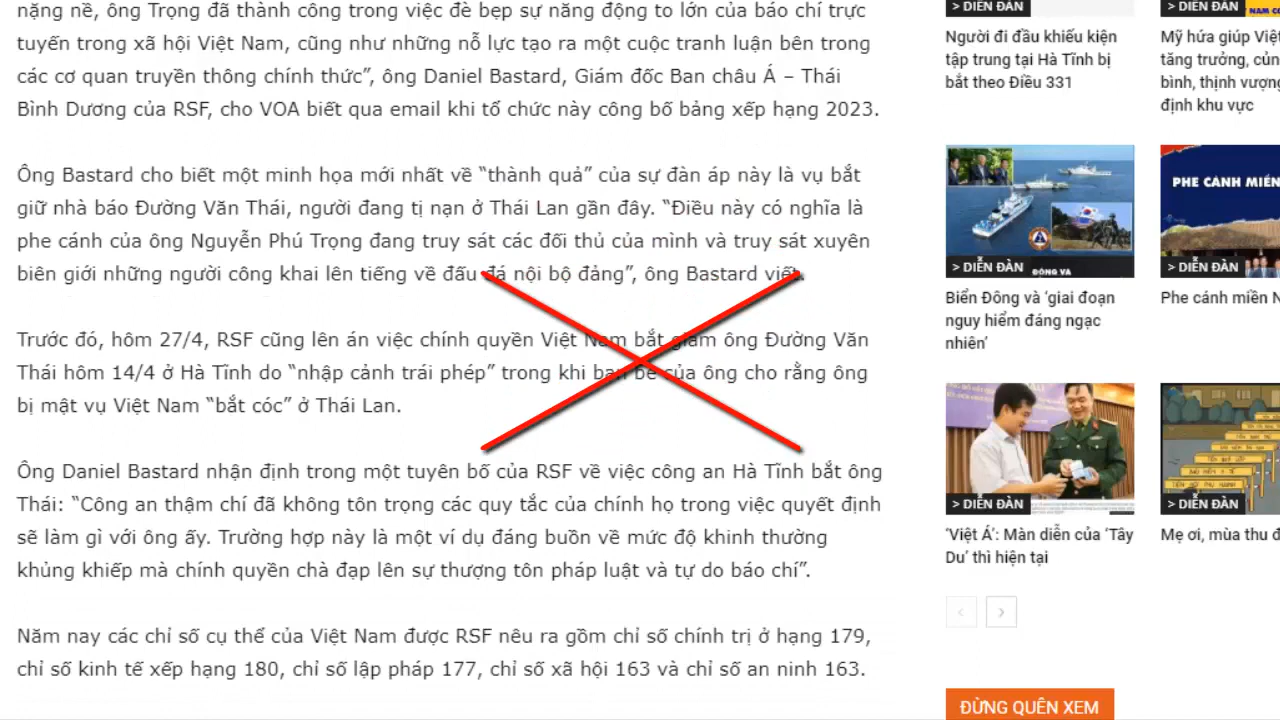 nặng nề, ông Trọng đã thành công trong việc đè bẹp sự năng động to lớn của báo chí trực
tuyến trong xã hội Việt Nam, cũng như những nỗ lực tạo ra một cuộc tranh luận bên trong
các cơ quan truyền thông chính thức”, ông Daniel Bastard, Giám đốc Ban châu Á – Thái
Bình Dương của RSF, cho VOA biết qua email khi tổ chức này công bố bảng xếp hạng 2023.
Ông Bastard cho biết một minh họa mới nhất về “thành quả” của sự đàn áp này là vụ bắt
giữ nhà báo Đường Văn Thái, người đang tị nạn ở Thái Lan gần đây. “Điều này có nghĩa là
phe cánh của ông Nguyễn Phú Trọng đang truy sát các đối thủ của mình và truy sát xuyên
biên giới những người công khai lên tiếng về đấu đá nội bộ đảng”, ông Bastard viết.
Trước đó, hôm 27/4, RSF cũng lên án việc chính quyền Việt Nam bắt giam ông Đường Văn
Thái hôm 14/4 ở Hà Tĩnh do “nhập cảnh trái phép” trong khi bạn bè của ông cho rằng ông
bị mật vụ Việt Nam “bắt cóc” ở Thái Lan.
Ông Daniel Bastard nhận định trong một tuyên bố của RSF về việc công an Hà Tĩnh bắt ông
Thái: “Công an thậm chí đã không tôn trọng các quy tắc của chính họ trong việc quyết định
sẽ làm gì với ông ấy. Trường hợp này là một ví dụ đáng buồn về mức độ khinh thường
khủng khiếp mà chính quyền chà đạp lên sự thượng tôn pháp luật và tự do báo chí”.
Năm nay các chỉ số cụ thể của Việt Nam được RSF nêu ra gồm chỉ số chính trị ở hạng 179,
chỉ số kinh tế xếp hạng 180, chỉ số lập pháp 177, chỉ số xã hội 163 và chỉ số an ninh 163.
> DIỄN ĐÀN
Người đi đầu khiếu kiện
tập trung tại Hà Tĩnh bị
bắt theo Điều 331
> DIỄN ĐÀN
NAM CO
Mỹ hứa giúp Việt
tăng trưởng, củn
bình, thịnh vượng
định khu vực
ĐÔNG VA
> DIỄN ĐÀN
Biển Đông và ‘giai đoạn
nguy hiểm đáng ngạc
nhiên’
PHE CÁNH MIỀN
> DIỄN ĐÀN
Phe cánh miền N
> DIỄN ĐÀN
‘Việt Á’: Màn diễn của ‘Tây
Du’ thì hiện tại
> DIỄN ĐÀN
Mẹ ơi, mùa thu đ
ĐỪNG QUÊN XEM